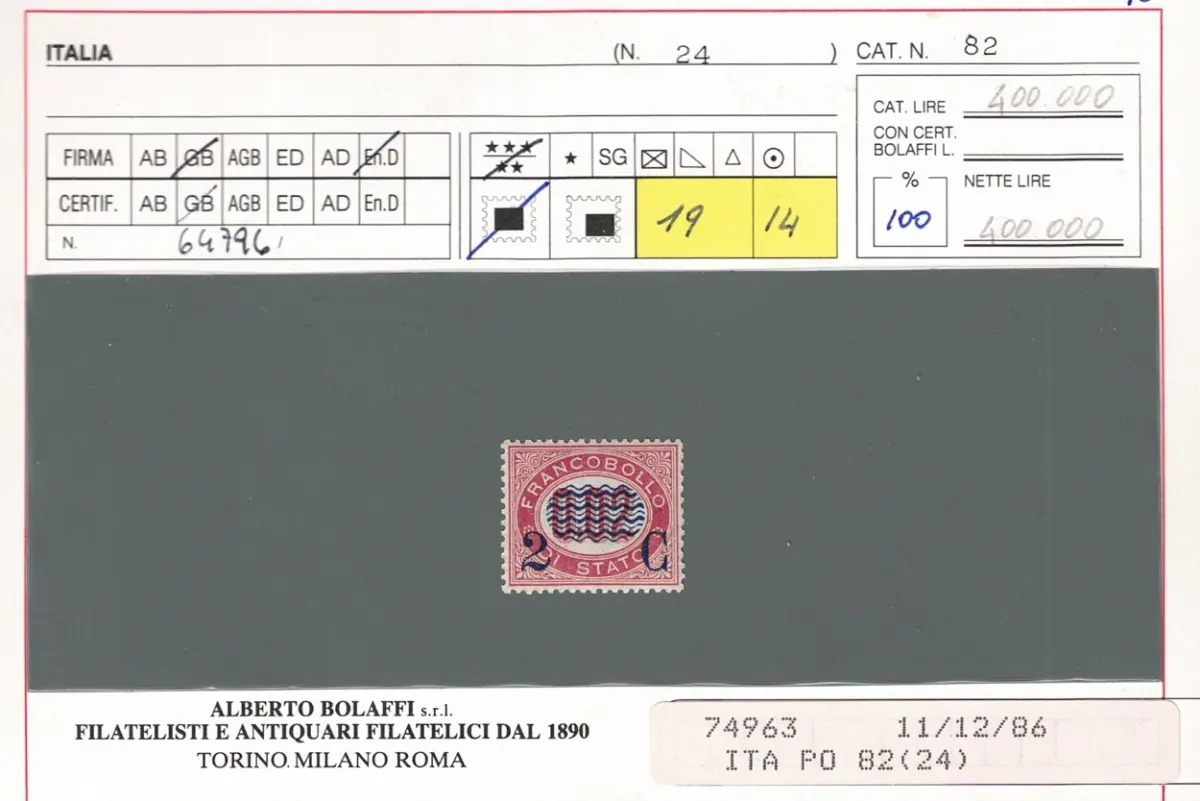 ITALIA (N. 24 ) CAT. N. 82
CAT. LIRE 400.000
CON CERT.
BOLAFFI L.
% NETTE LIRE
100 400 000
FIRMA AB GB AGB ED AD En.D
CERTIF. AB GB AGB ED AD En.D
N. 64796/
★★★ ★★ ★ SG
19 14
FRANCOBOLLO
0.02
2 C
DI STATO
ALBERTO BOLAFFI s.r.l.
FILATELISTI E ANTIQUARI FILATELICI DAL 1890
TORINO MILANO ROMA
74963 11/12/86
ITA PO 82(24)